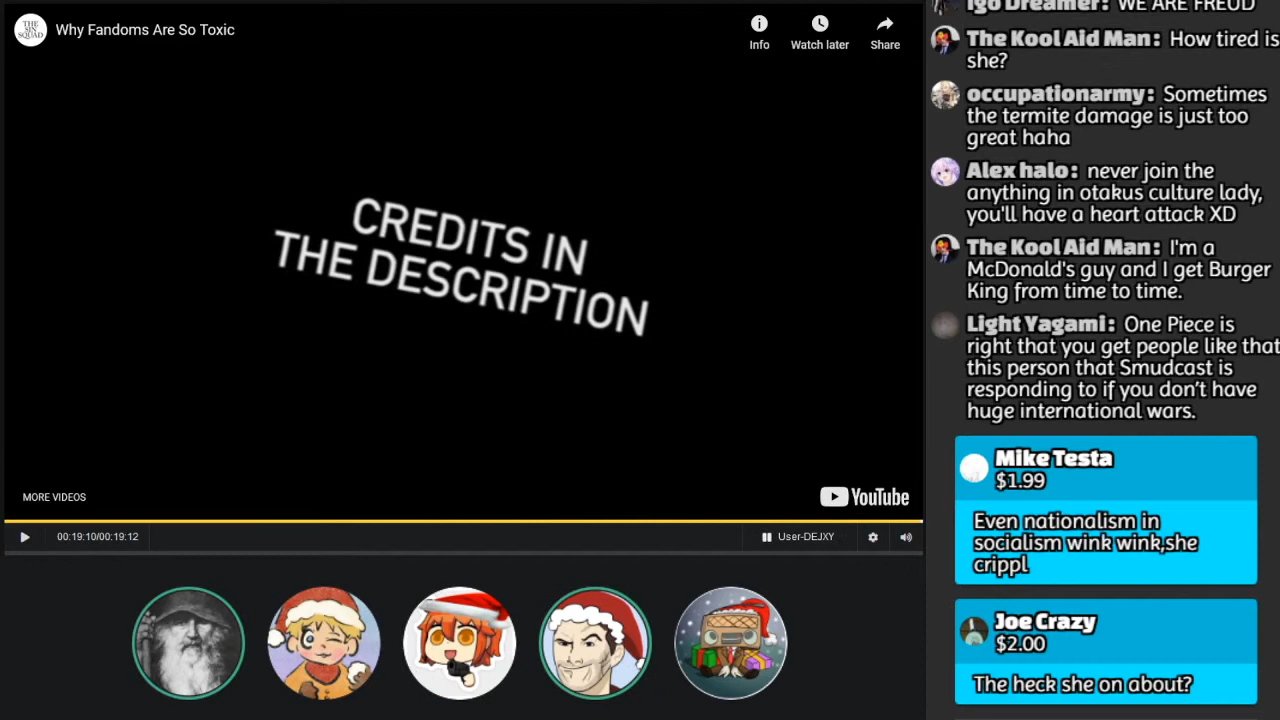 THE SIN SQUAD
Why Fandoms Are So Toxic
Info
Watch later
Share
CREDITS IN
THE DESCRIPTION
MORE VIDEOS
YouTube
00:19:10/00:19:12
User-DEJXY
Igo Dreamer: WE ARE FREUD
The Kool Aid Man: How tired is
she?
occupationarmy: Sometimes
the termite damage is just too
great haha
Alex halo: never join the
anything in otakus culture lady,
you'll have a heart attack XD
The Kool Aid Man: I'm a
McDonald's guy and I get Burger
King from time to time.
Light Yagami: One Piece is
right that you get people like that
this person that Smudcast is
responding to if you don't have
huge international wars.
Mike Testa
$1.99
Even nationalism in
socialism wink wink,she
crippl
Joe Crazy
$2.00
The heck she on about?